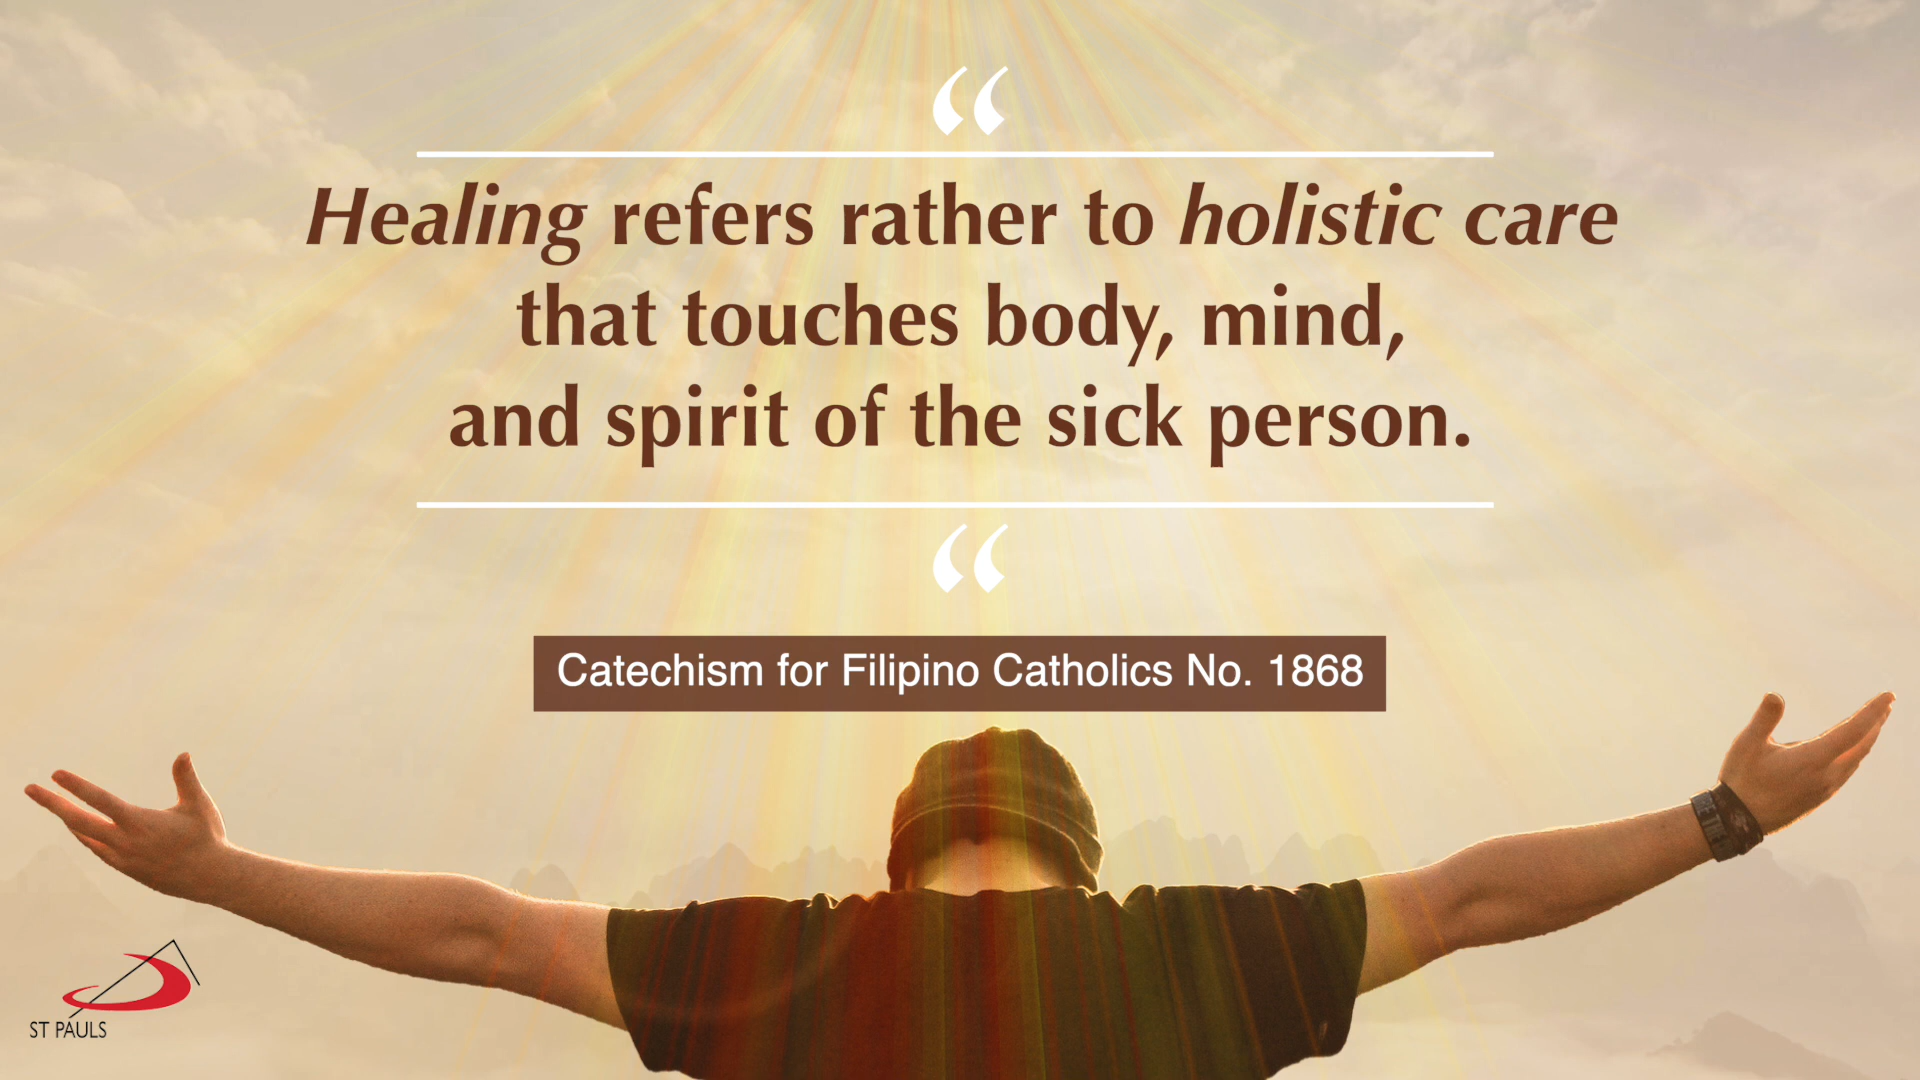 “
Healing refers rather to holistic care
that touches body, mind,
and spirit of the sick person.
“
Catechism for Filipino Catholics No. 1868
ST PAULS